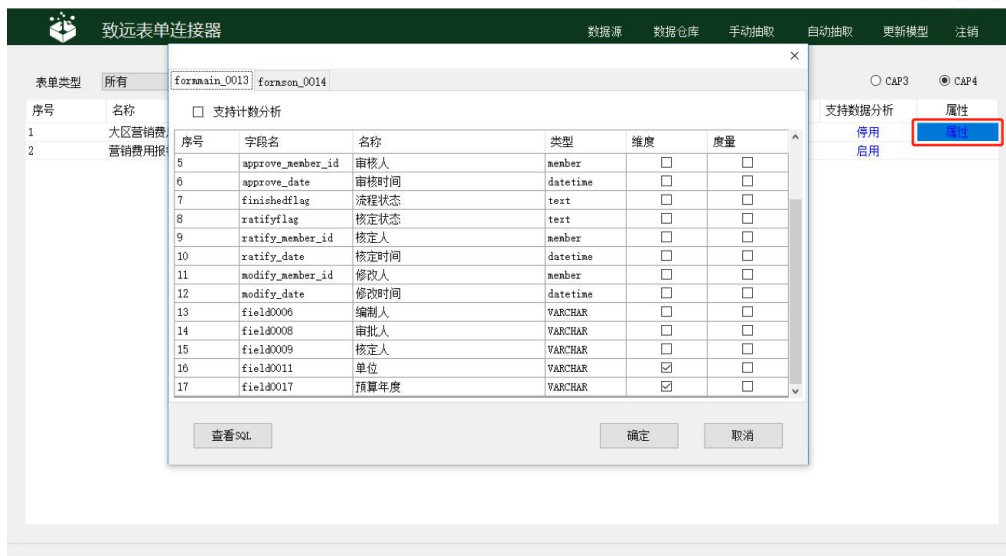 致远表单连接器 数据源 数据仓库 手动抽取 自动抽取 更新模型 注销
表单类型 所有 CAP3 CAP4
formmain_0013 formson_0014
支持计数分析
序号 名称 支持数据分析 属性
1 大区营销费 停用 属性
2 营销费用报 启用
序号 字段名 名称 类型 维度 度量
5 approve_member_id 审核人 member
6 approve_date 审核时间 datetime
7 finishedflag 流程状态 text
8 ratifyflag 核定状态 text
9 ratify_member_id 核定人 member
10 ratify_date 核定时间 datetime
11 modify_member_id 修改人 member
12 modify_date 修改时间 datetime
13 field0006 编制人 VARCHAR
14 field0008 审批人 VARCHAR
15 field0009 核定人 VARCHAR
16 field0011 单位 VARCHAR
17 field0017 预算年度 VARCHAR
查看SQL 确定 取消